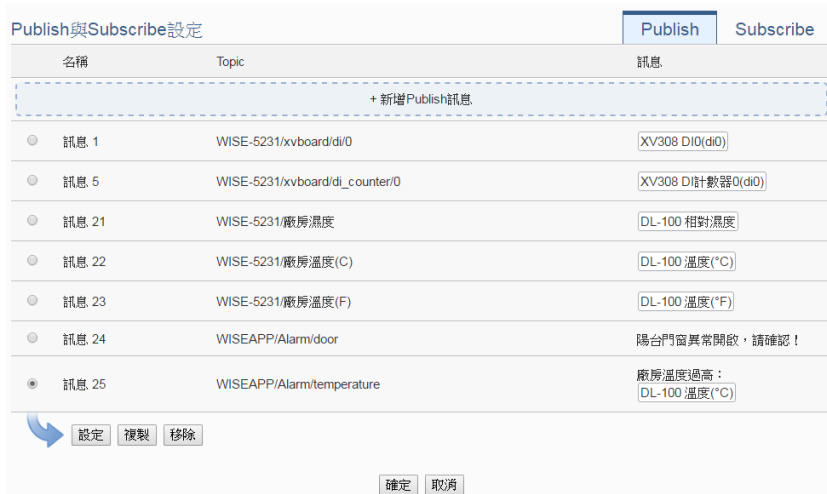 Publish與Subscribe設定 Publish Subscribe
名稱 Topic 訊息
+ 新增Publish訊息
訊息 1 WISE-5231/xvboard/di/0 XV308 DI0(di0)
訊息 5 WISE-5231/xvboard/di_counter/0 XV308 DI計數器0(di0)
訊息 21 WISE-5231/廠房濕度 DL-100 相對濕度
訊息 22 WISE-5231/廠房溫度(C) DL-100 溫度(°C)
訊息 23 WISE-5231/廠房溫度(F) DL-100 溫度(°F)
訊息 24 WISEAPP/Alarm/door 陽台門窗異常開啟，請確認！
訊息 25 WISEAPP/Alarm/temperature 廠房溫度過高：
DL-100 溫度(°C)
設定 複製 移除
確定 取消